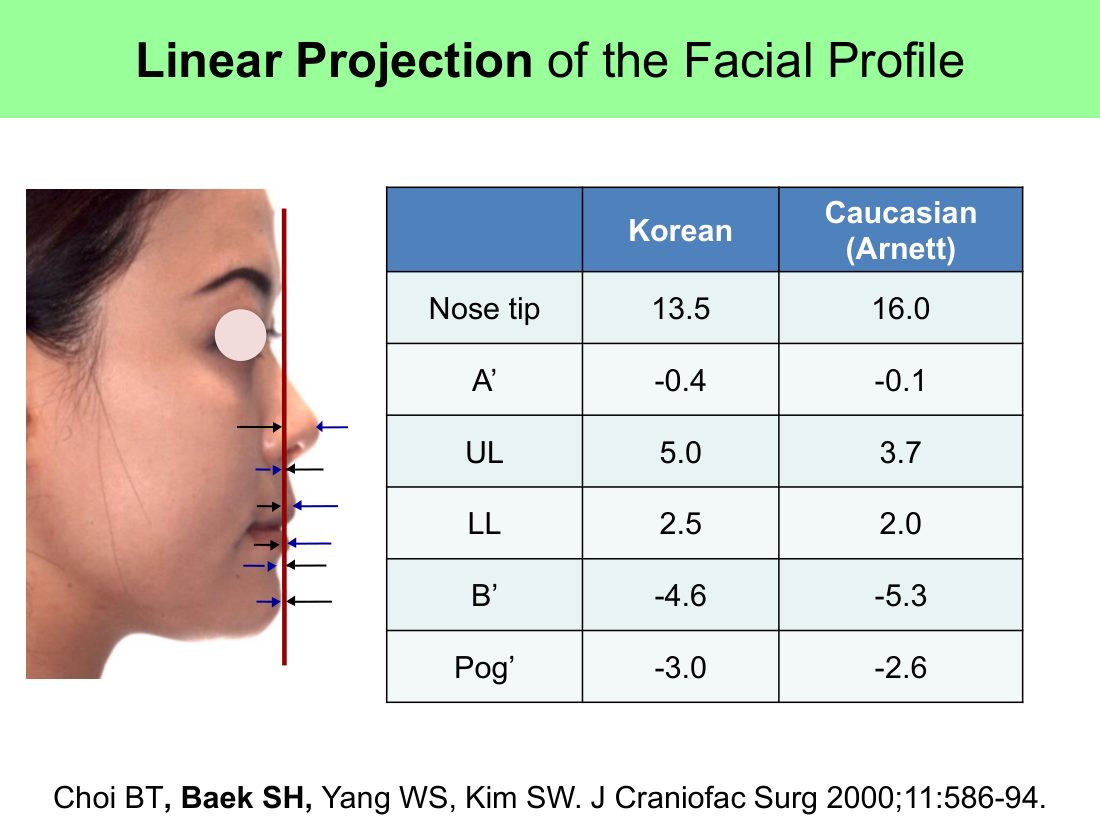 Linear Projection of the Facial Profile
Korean
Caucasian
(Arnett)
Nose tip 13.5 16.0
A’ -0.4 -0.1
UL 5.0 3.7
LL 2.5 2.0
B’ -4.6 -5.3
Pog’ -3.0 -2.6
Choi BT, Baek SH, Yang WS, Kim SW. J Craniofac Surg 2000;11:586-94.